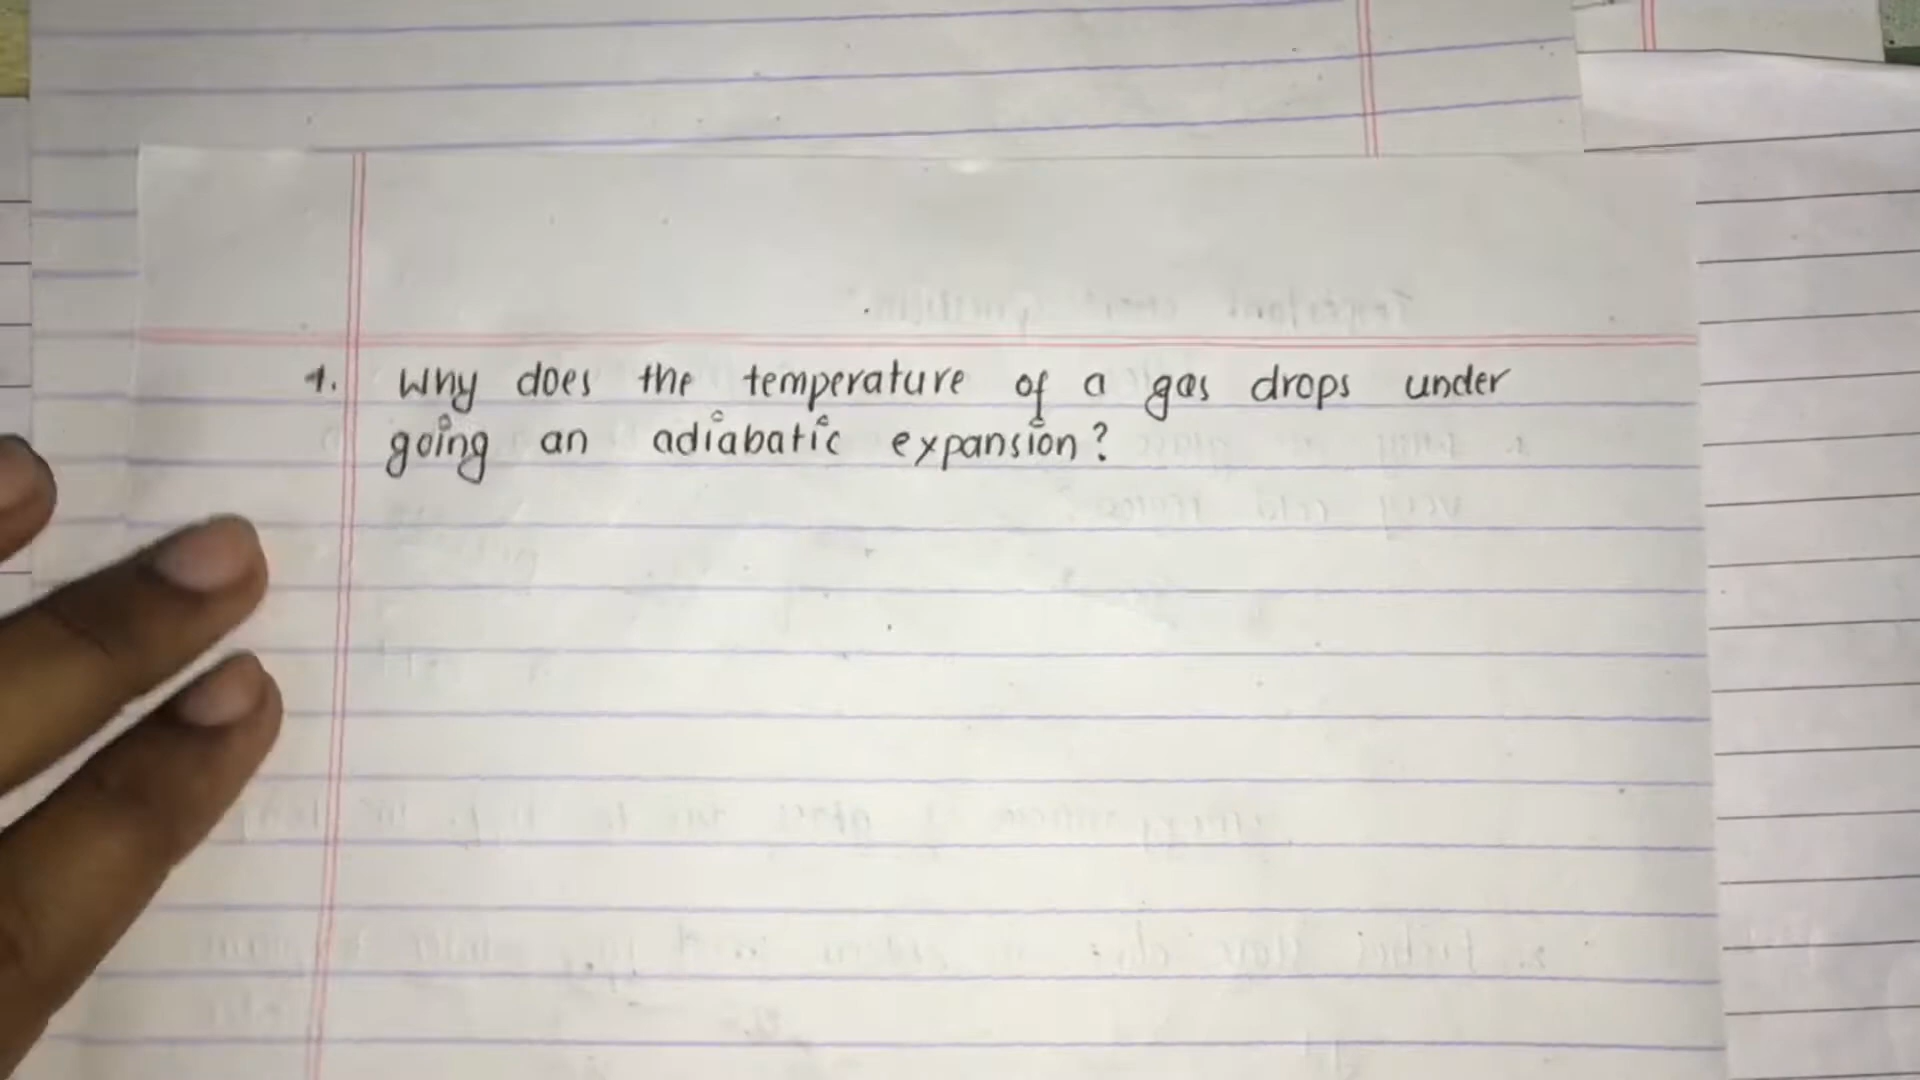 1. Why does the temperature of a gas drops under
going an adiabatic expansion?